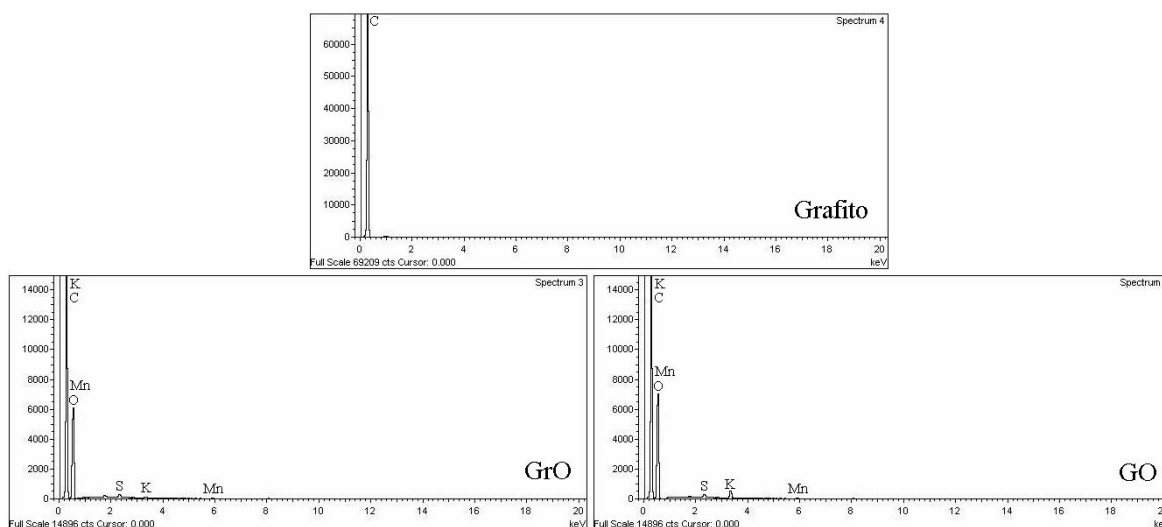 C
Spectrum 4
60000
50000
40000
30000
20000
10000
0
Grafito
0 2 4 6 8 10 12 14 16 18 20
Full Scale 69209 cts Cursor: 0.000 keV
K
C
Spectrum 3
14000
12000
10000
8000
Mn
O
6000
4000
2000
GrO
S K Mn
0
0 2 4 6 8 10 12 14 16 18 20
Full Scale 14896 cts Cursor: 0.000 keV
K
C
Spectrum
14000
12000
10000
8000
Mn
O
6000
4000
2000
GO
S K Mn
0
0 2 4 6 8 10 12 14 16 18 20
Full Scale 14896 cts Cursor: 0.000 keV